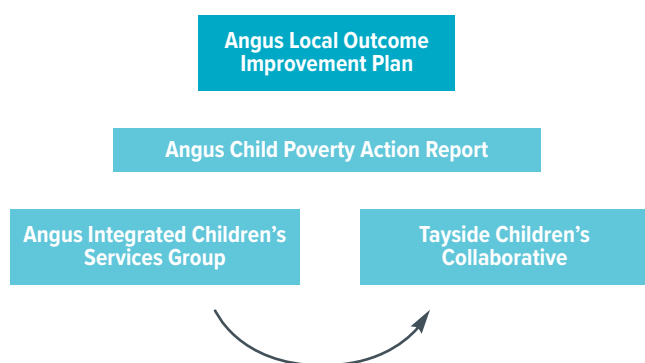 Angus Local Outcome
Improvement Plan
Angus Child Poverty Action Report
Angus Integrated Children’s
Services Group
Tayside Children’s
Collaborative